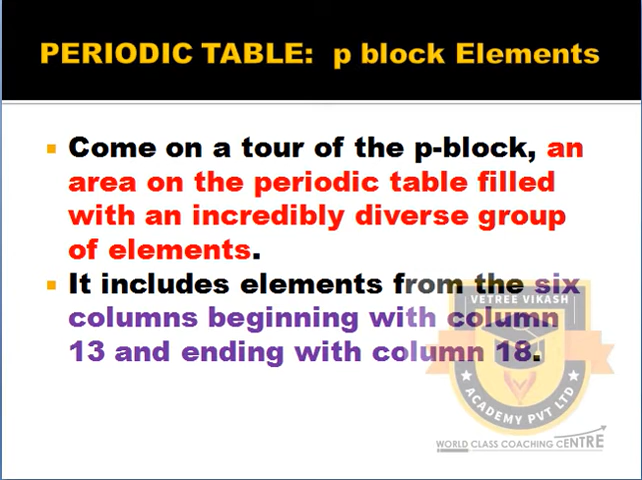 PERIODIC TABLE: p block Elements
Come on a tour of the p-block, an
area on the periodic table filled
with an incredibly diverse group
of elements.
It includes elements from the six
columns beginning with column
13 and ending with column 18.
VETREE VIKASH
ACADEMY PVT LTD
WORLD CLASS COACHING CENTRE